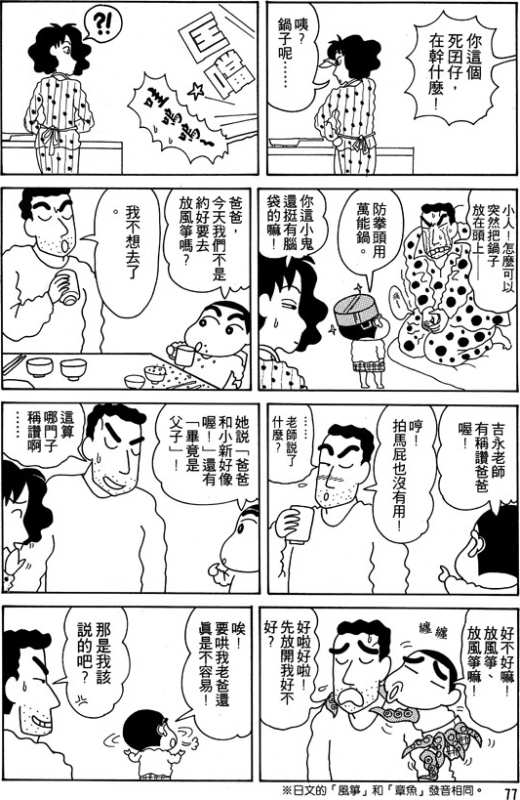 你這個
死囝仔，
在幹什麼！
咦？
鍋子呢……
匡噹
哇嗚嗚~
?!
小人！怎麼可以
突然把鍋子
放在頭上——
防拳頭用
萬能鍋。
你這小鬼
還挺有腦
袋的嘛！
爸爸，
今天我們不是
約好要去
放風箏嗎？
我不想去了
。
吉永老師
有稱讚爸爸
喔！
哼！
拍馬屁也沒有用！
……老師說了
什麼？
她說「爸爸
和小新好像
喔！」還有
「畢竟是
父子」！
這算
哪門子
稱讚啊
……
好不好嘛！
放風箏、
放風箏嘛！
纏
纏
好啦好啦！
先放開我好不
好？
唉！
要哄我老爸還
眞是不容易！
那是我該
説的吧？
※日文的「風箏」和「章魚」發音相同。
77